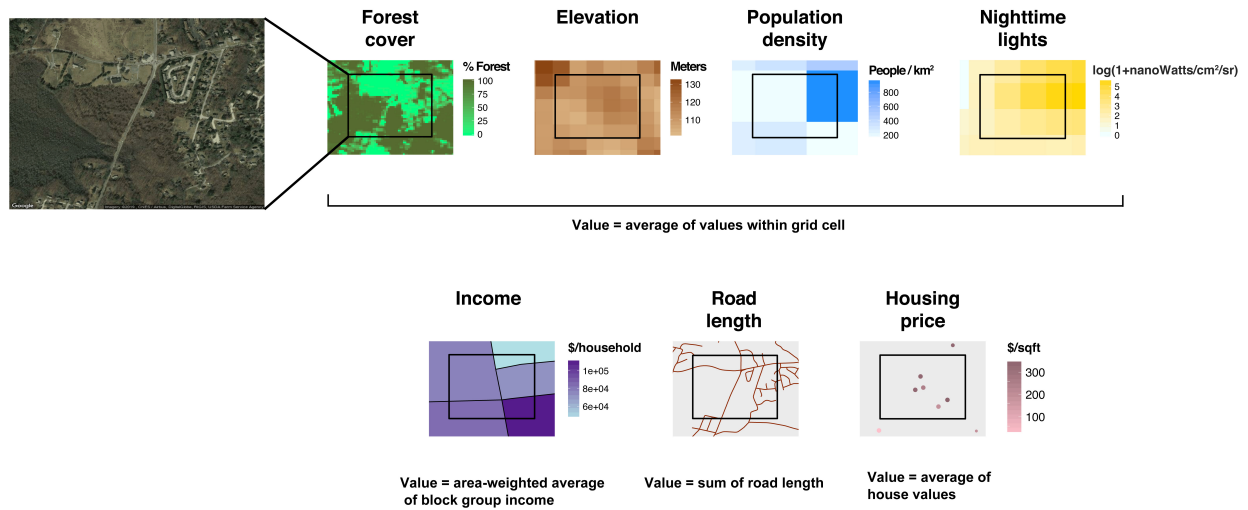 Forest
cover
Elevation
Population
density
Nighttime
lights
% Forest
100
75
50
25
0
Meters
130
120
110
People / km²
800
600
400
200
log(1+nanoWatts/cm²/sr)
5
4
3
2
1
0
Google
Value = average of values within grid cell
Income
Road
length
Housing
price
$/household
1e+05
8e+04
6e+04
$/sqft
300
200
100
Value = area-weighted average
of block group income
Value = sum of road length
Value = average of
house values